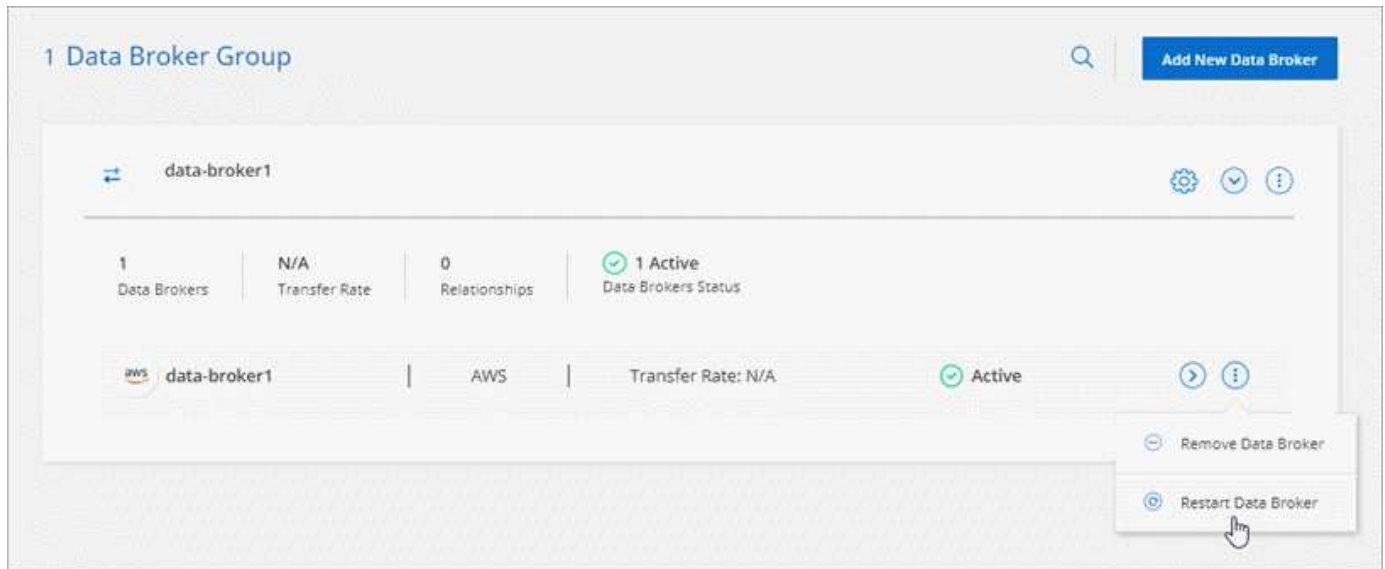 1 Data Broker Group
Add New Data Broker
data-broker1
1 N/A 0 1 Active
Data Brokers Transfer Rate Relationships Data Brokers Status
aws data-broker1 | AWS | Transfer Rate: N/A Active
Remove Data Broker
Restart Data Broker